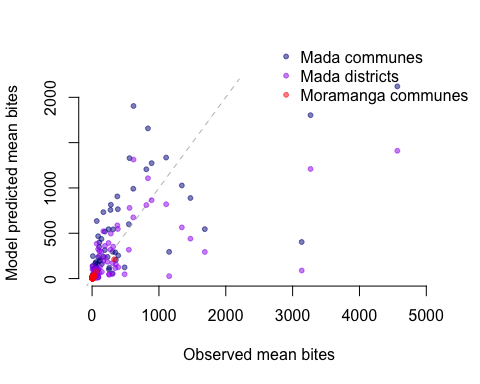 Mada communes
Mada districts
Moramanga communes
Model predicted mean bites
2000
1000
500
0
0
1000
2000
3000
4000
5000
Observed mean bites